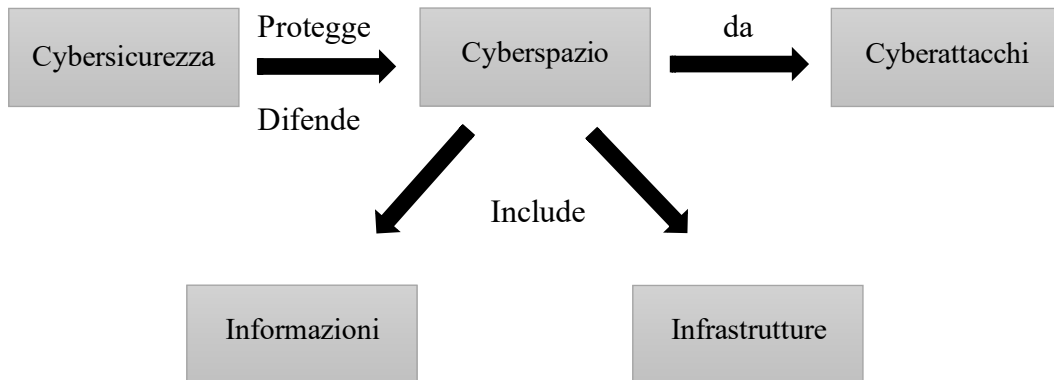 Protegge
da
Cybersicurezza
Cyberspazio
Cyberattacchi
Difende
Include
Informazioni
Infrastrutture